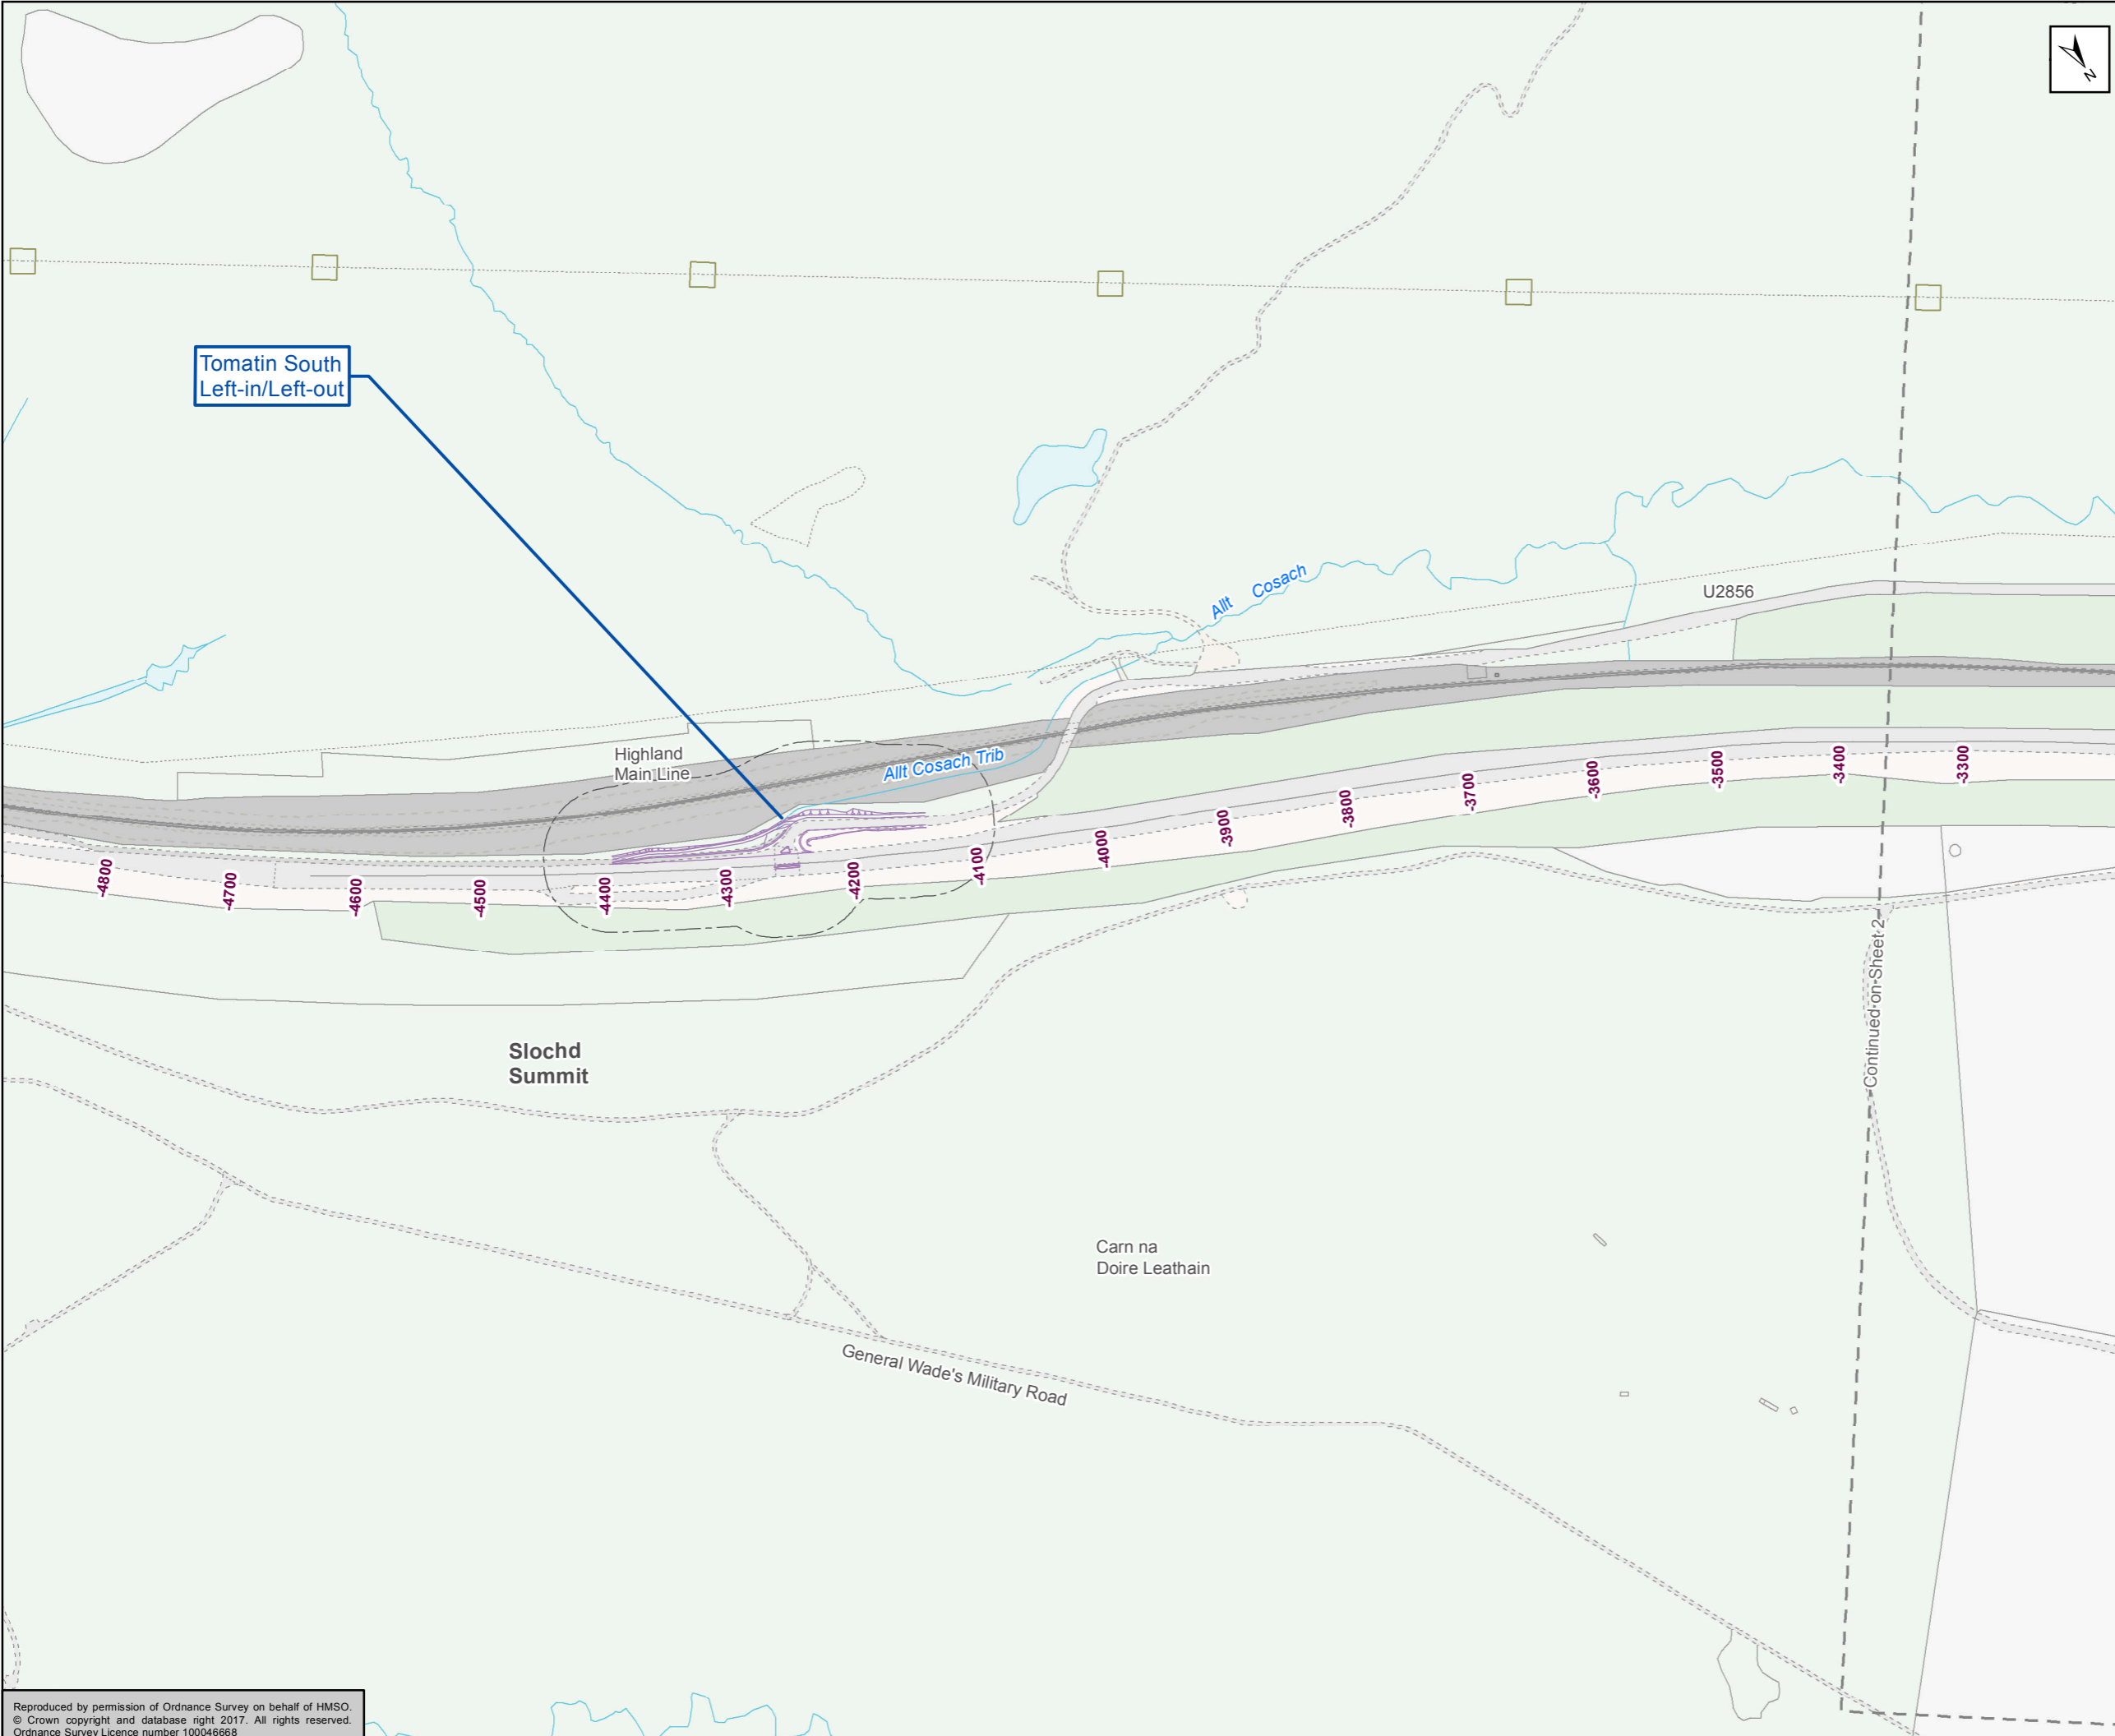 N
Tomatin South
Left-in/Left-out
Allt Cosach
U2856
Highland
Main Line
Allt Cosach Trib
-4800
-4700
-4600
-4500
-4400
-4300
-4200
-4100
-4000
-3900
-3800
-3700
-3600
-3500
-3400
-3300
Continued on Sheet 2
Slochd
Summit
Carn na
Doire Leathain
General Wade's Military Road
Reproduced by permission of Ordnance Survey on behalf of HMSO.
© Crown copyright and database right 2017. All rights reserved.
Ordnance Survey Licence number 100046668